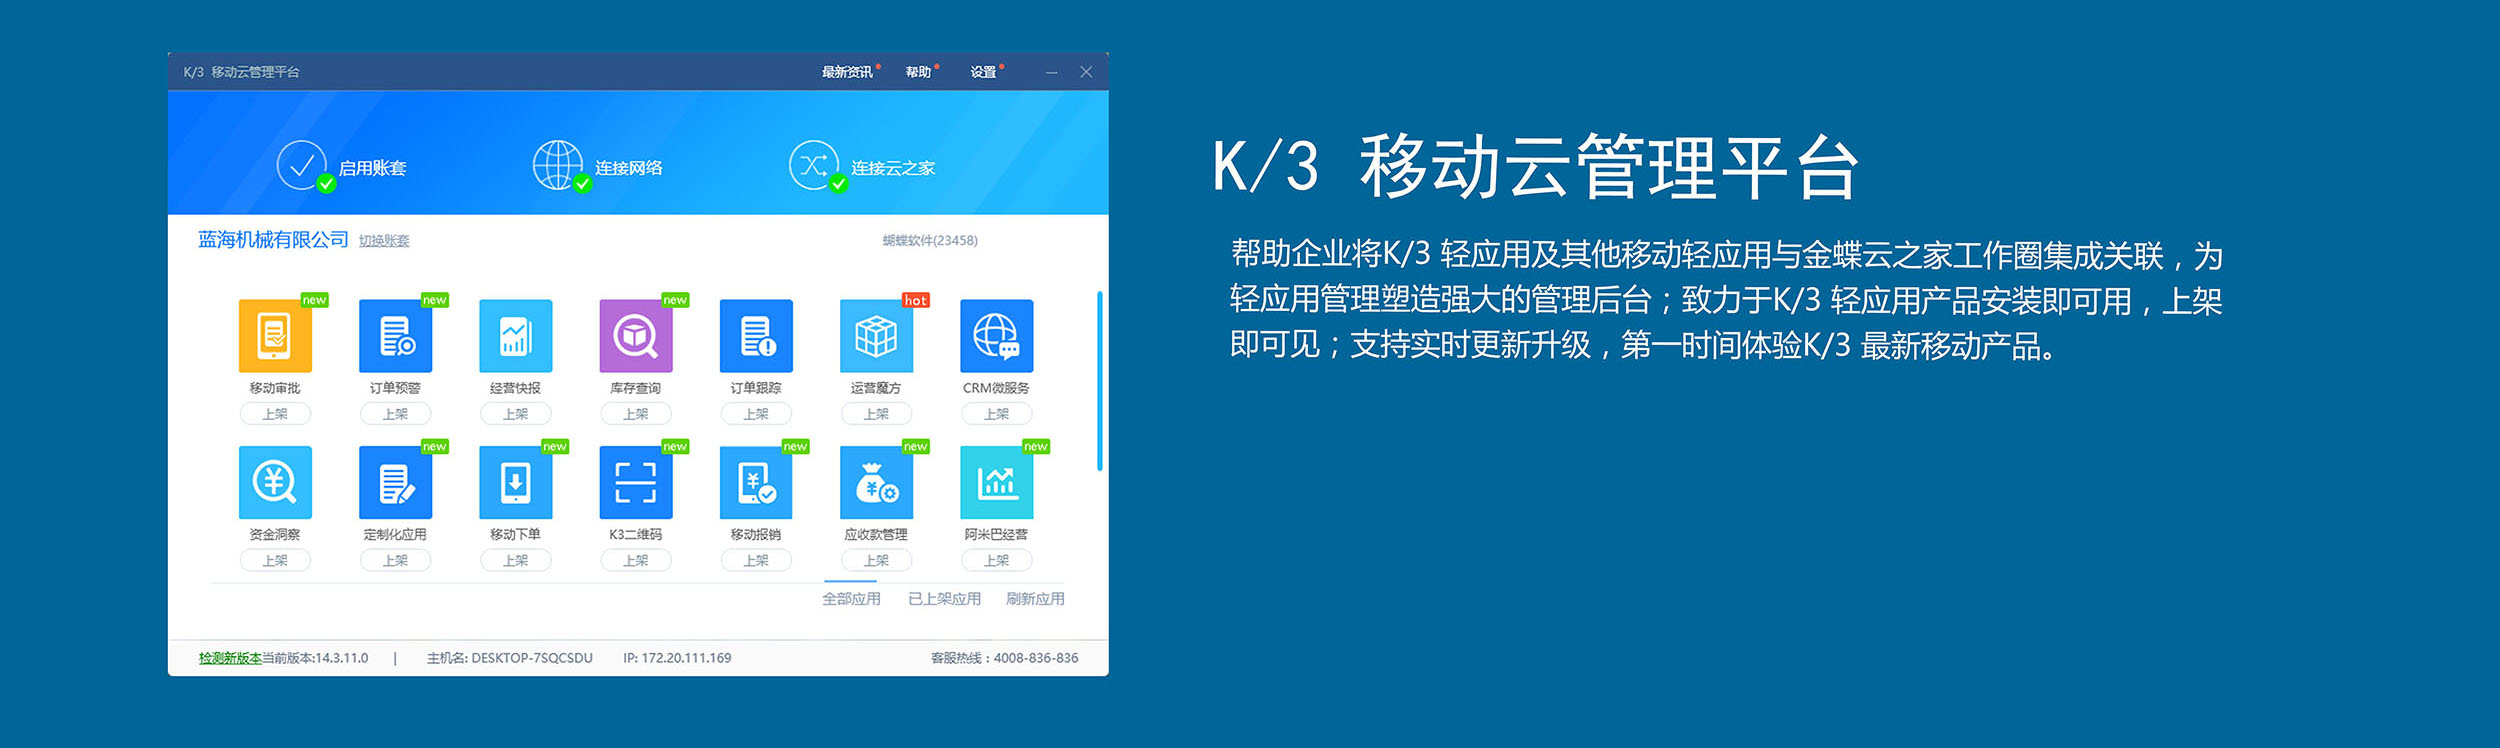 K/3 移动云管理平台
最新资讯 帮助 设置
启用账套 连接网络 连接云之家
蓝海机械有限公司 切换账套 蝴蝶软件(23458)
new new new hot
移动审批 订单预警 经营快报 库存查询 订单跟踪 运营魔方 CRM微服务
上架 上架 上架 上架 上架 上架 上架
new new new new new new
资金洞察 定制化应用 移动下单 K3二维码 移动报销 应收款管理 阿米巴经营
上架 上架 上架 上架 上架 上架 上架
全部应用 已上架应用 刷新应用
检测新版本当前版本:14.3.11.0 | 主机名: DESKTOP-7SQCSDU IP: 172.20.111.169 客服热线：4008-836-836
K/3 移动云管理平台
帮助企业将K/3 轻应用及其他移动轻应用与金蝶云之家工作圈集成关联，为
轻应用管理塑造强大的管理后台；致力于K/3 轻应用产品安装即可用，上架
即可见；支持实时更新升级，第一时间体验K/3 最新移动产品。